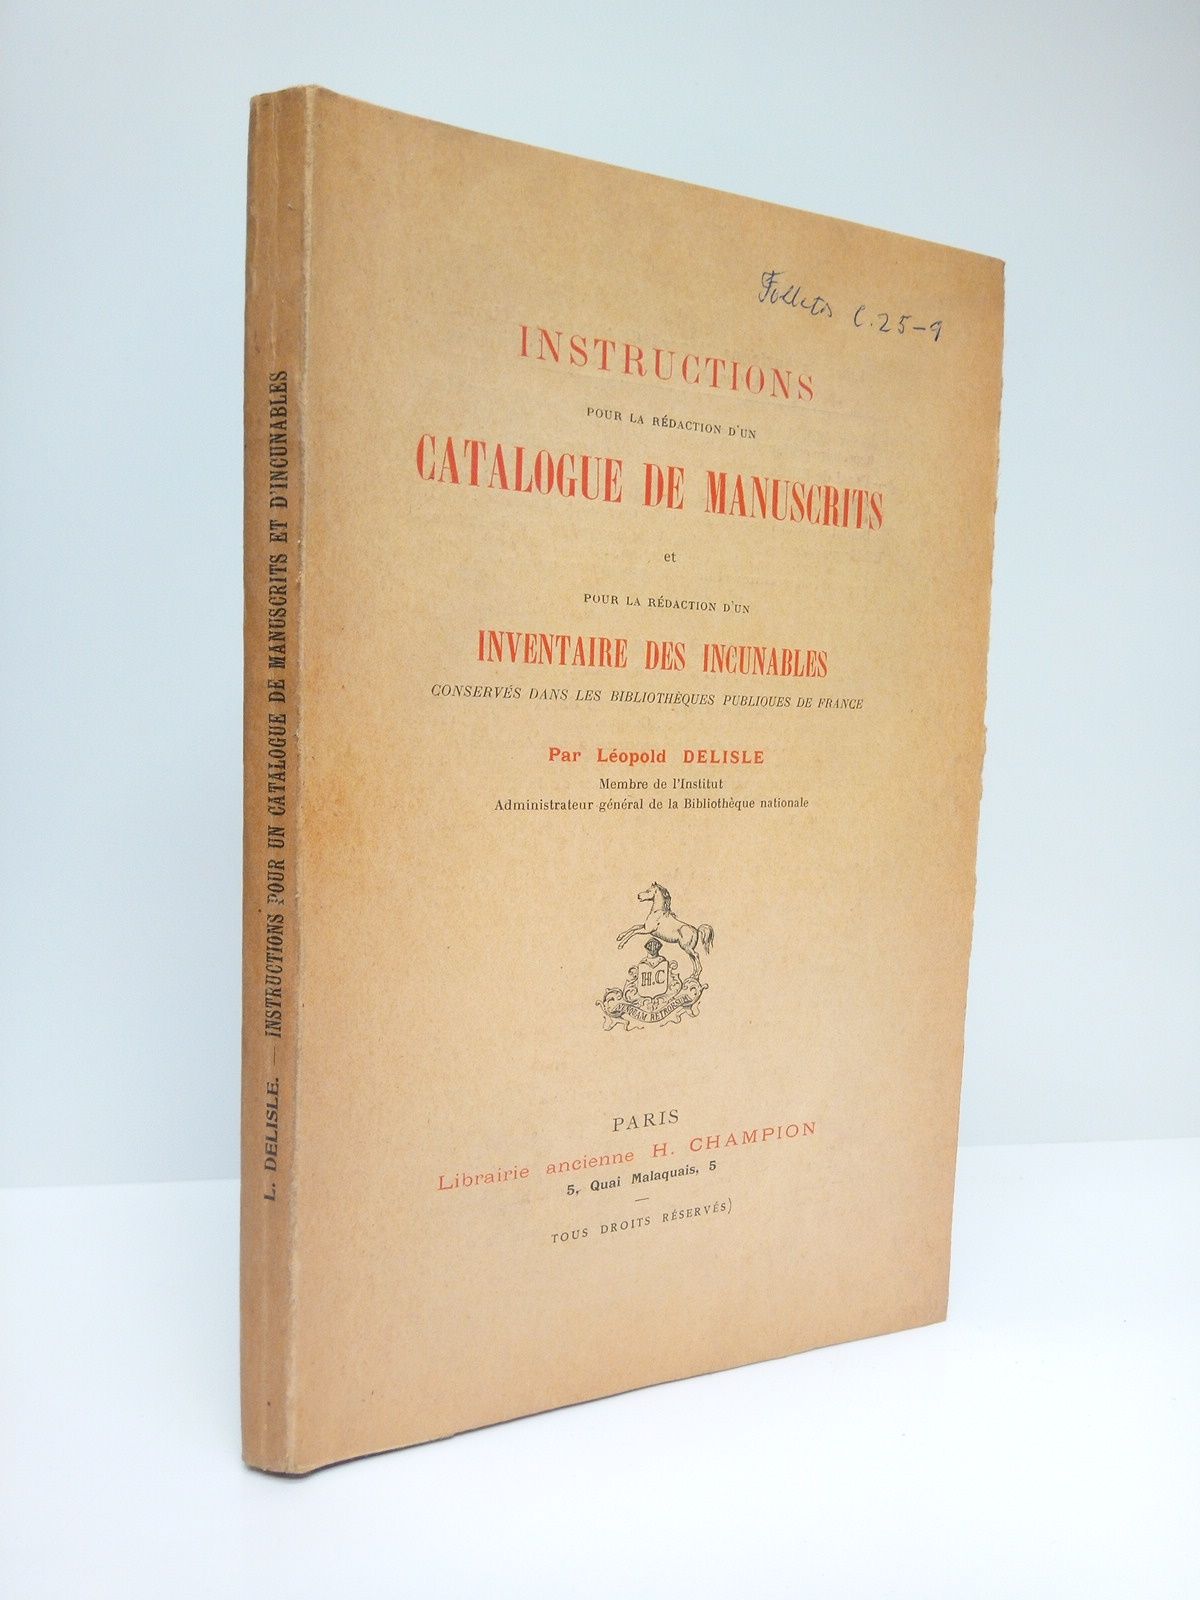 L. DELISLE. — INSTRUCTIONS POUR UN CATALOGUE DE MANUSCRITS ET D'INCUNABLES
Folletos C.25-9
INSTRUCTIONS
POUR LA RÉDACTION D'UN
CATALOGUE DE MANUSCRITS
et
POUR LA RÉDACTION D'UN
INVENTAIRE DES INCUNABLES
CONSERVÉS DANS LES BIBLIOTHÈQUES PUBLIQUES DE FRANCE
Par Léopold DELISLE
Membre de l'Institut
Administrateur général de la Bibliothèque nationale
H.C
NUNQUAM RETRORSUM
PARIS
Librairie ancienne H. CHAMPION
5, Quai Malaquais, 5
—
TOUS DROITS RÉSERVÉS)